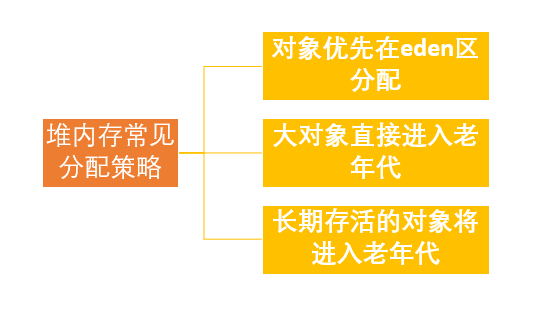 堆内存常见
分配策略
对象优先在eden区
分配
大对象直接进入老
年代
长期存活的对象将
进入老年代